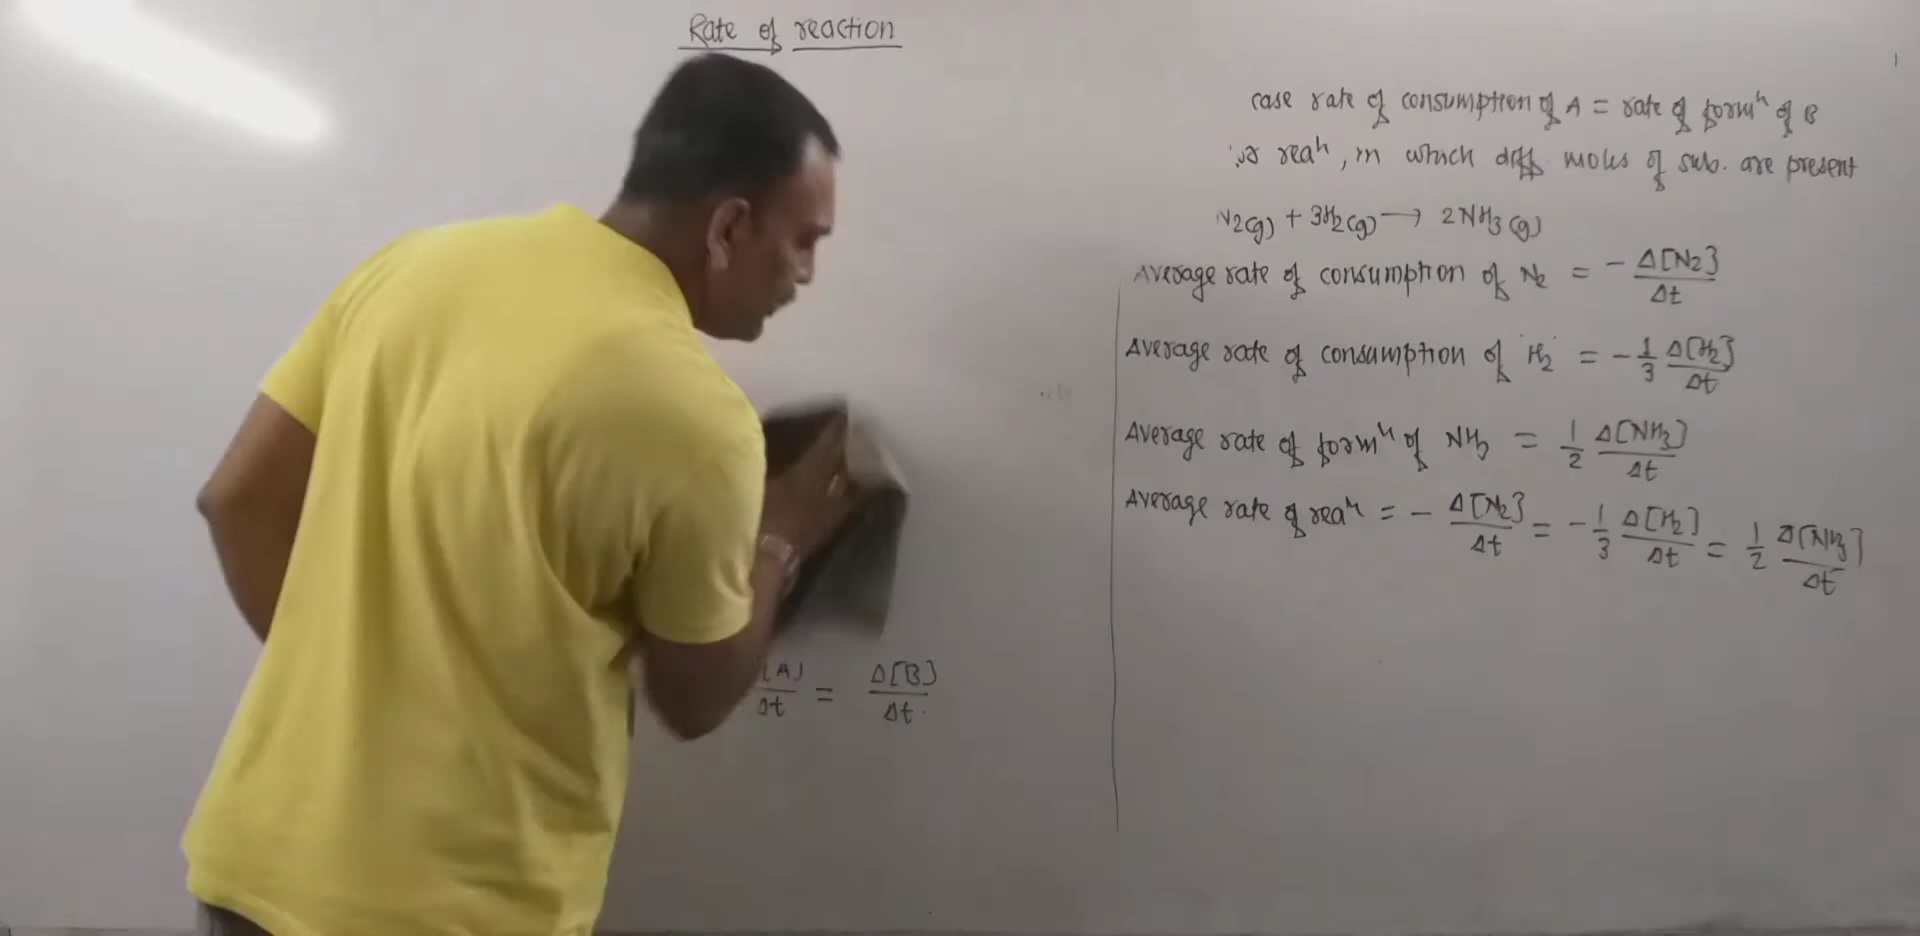 Rate of reaction
[A] / Δt = Δ[B] / Δt
case rate of consumption of A = rate of formⁿ of B
reaⁿ, in which diff moles of sub. are present
N2(g) + 3H2(g) → 2NH3(g)
Average rate of consumption of N2 = - Δ[N2] / Δt
Average rate of consumption of H2 = - 1/3 Δ[H2] / Δt
Average rate of formⁿ of NH3 = 1/2 Δ[NH3] / Δt
Average rate of reaⁿ = - Δ[N2] / Δt = - 1/3 Δ[H2] / Δt = 1/2 Δ[NH3] / Δt